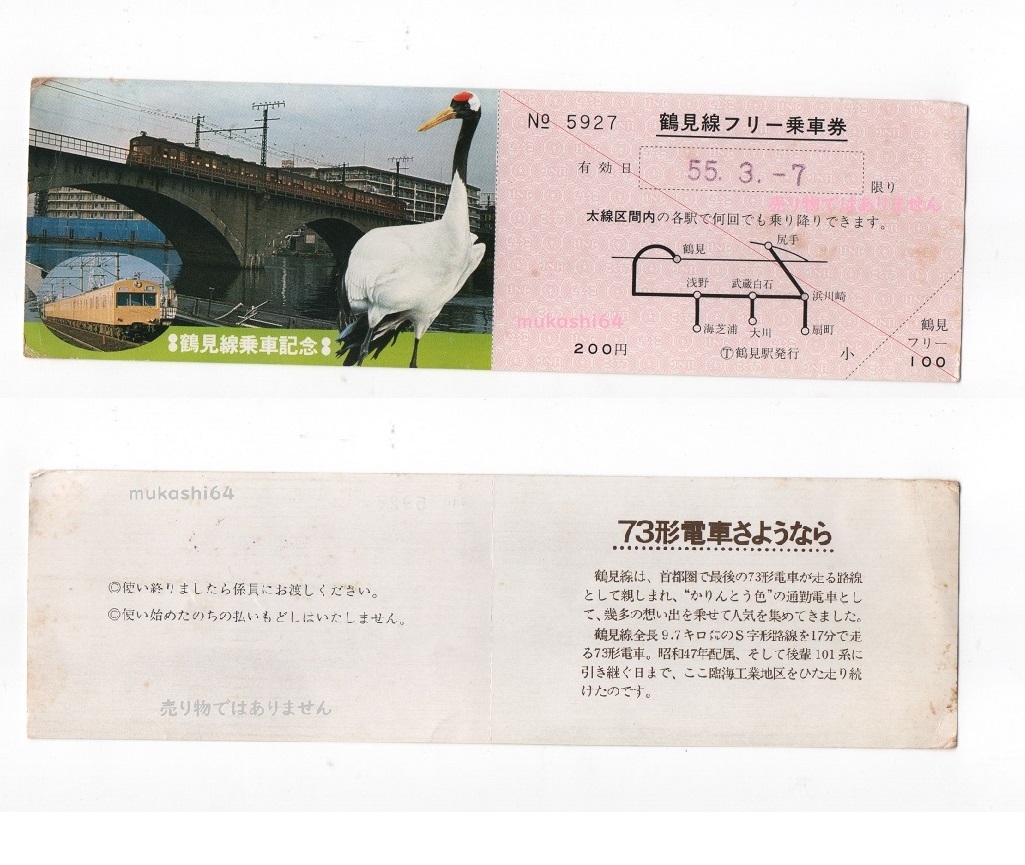 鶴見線乗車記念
№ 5927
鶴見線フリー乗車券
有効日
55. 3. -7
限り
売り物ではありません
太線区間内の各駅で何回でも乗り降りできます。
尻手
鶴見
浅野
武蔵白石
浜川崎
海芝浦
大川
扇町
mukashi64
200円
Ⓣ鶴見駅発行
小
鶴見
フリー
100
mukashi64
◎使い終りましたら係員にお渡しください。
◎使い始めたのちの払いもどしはいたしません。
売り物ではありません
73形電車さようなら
鶴見線は、首都圏で最後の73形電車が走る路線
として親しまれ、“かりんとう色”の通勤電車とし
て、幾多の想い出を乗せて人気を集めてきました。
鶴見線全長9.7キロ
のS字形路線を17分で走
る73形電車。昭和47年配属、そして後輩101系に
引き継ぐ日まで、ここ臨海工業地区をひた走り続
けたのです。